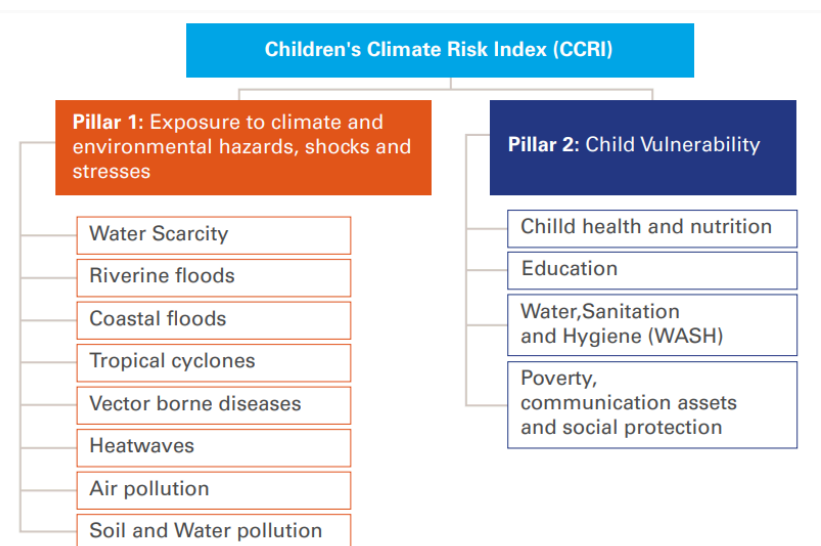 Children's Climate Risk Index (CCRI)
Pillar 1: Exposure to climate and
environmental hazards, shocks and
stresses
Water Scarcity
Riverine floods
Coastal floods
Tropical cyclones
Vector borne diseases
Heatwaves
Air pollution
Soil and Water pollution
Pillar 2: Child Vulnerability
Chilld health and nutrition
Education
Water,Sanitation
and Hygiene (WASH)
Poverty,
communication assets
and social protection